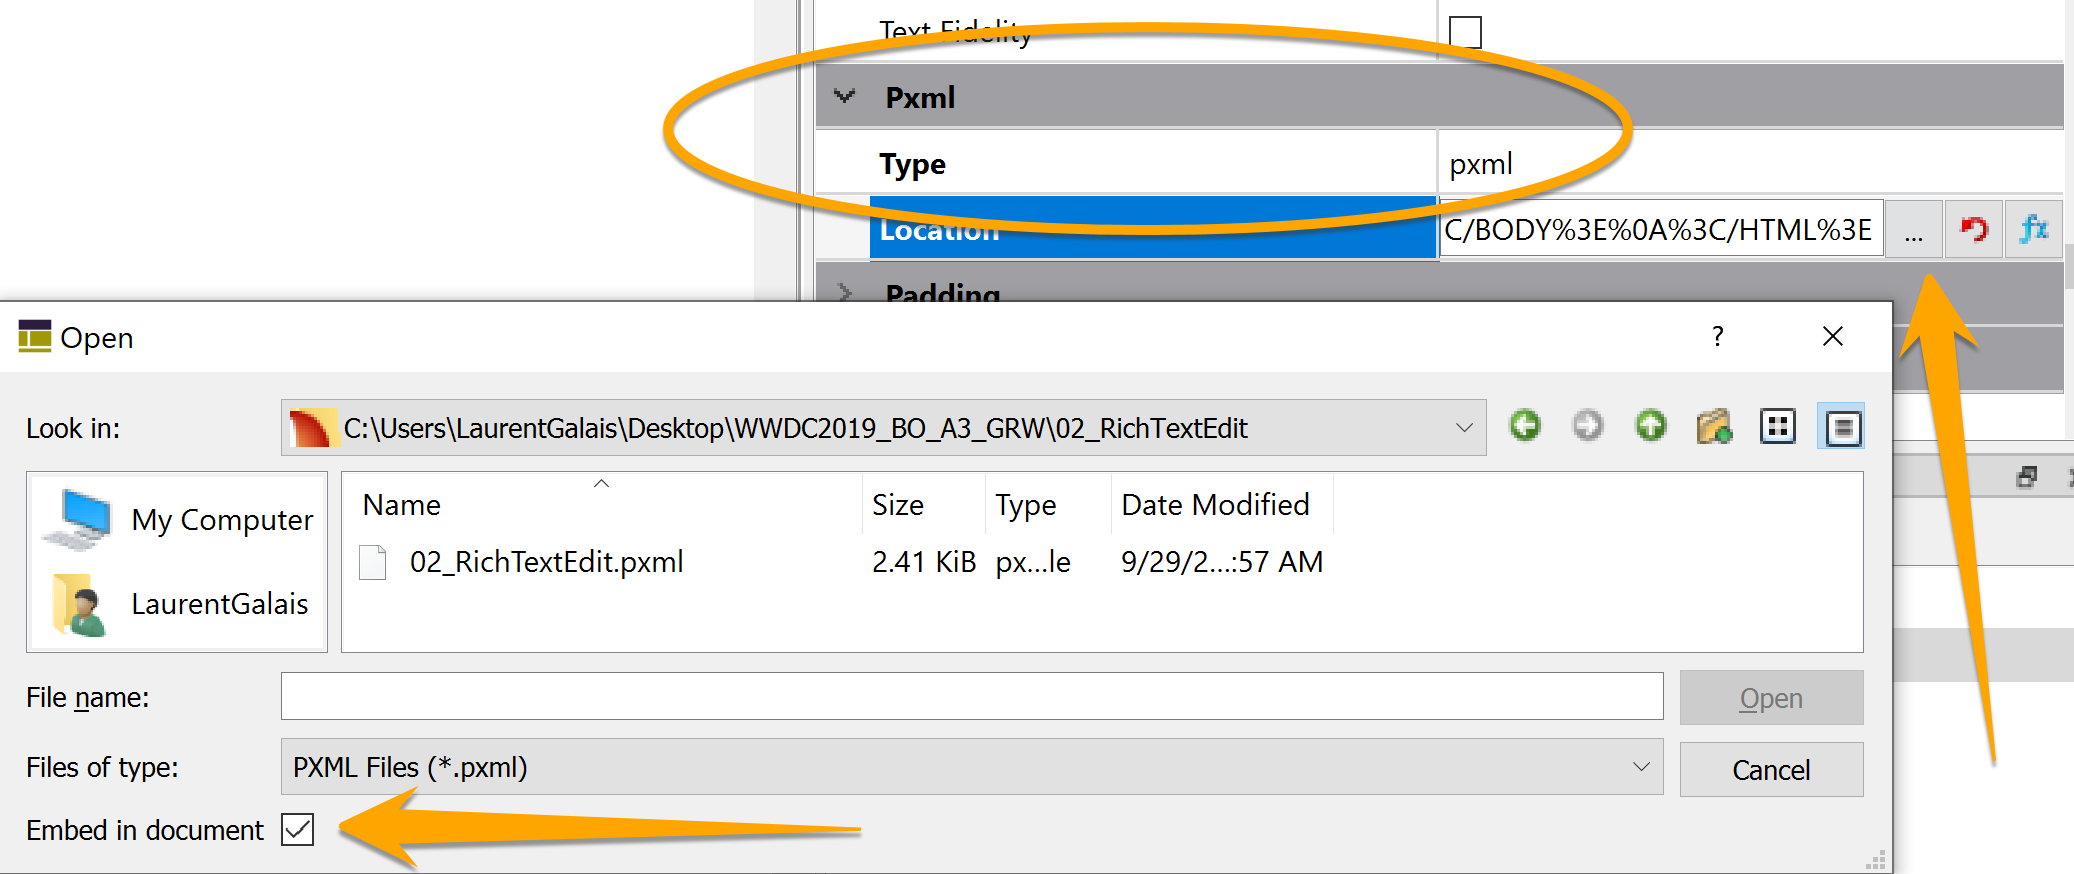 Text Fidelity
Pxml
Type pxml
Location C/BODY%3E%0A%3C/HTML%3E ... fx
Padding
Open ?
Look in: C:\Users\LaurentGalais\Desktop\WWDC2019_BO_A3_GRW\02_RichTextEdit
My Computer
LaurentGalais
Name Size Type Date Modified
02_RichTextEdit.pxml 2.41 KiB px...le 9/29/2...:57 AM
File name: Open
Files of type: PXML Files (*.pxml) Cancel
Embed in document